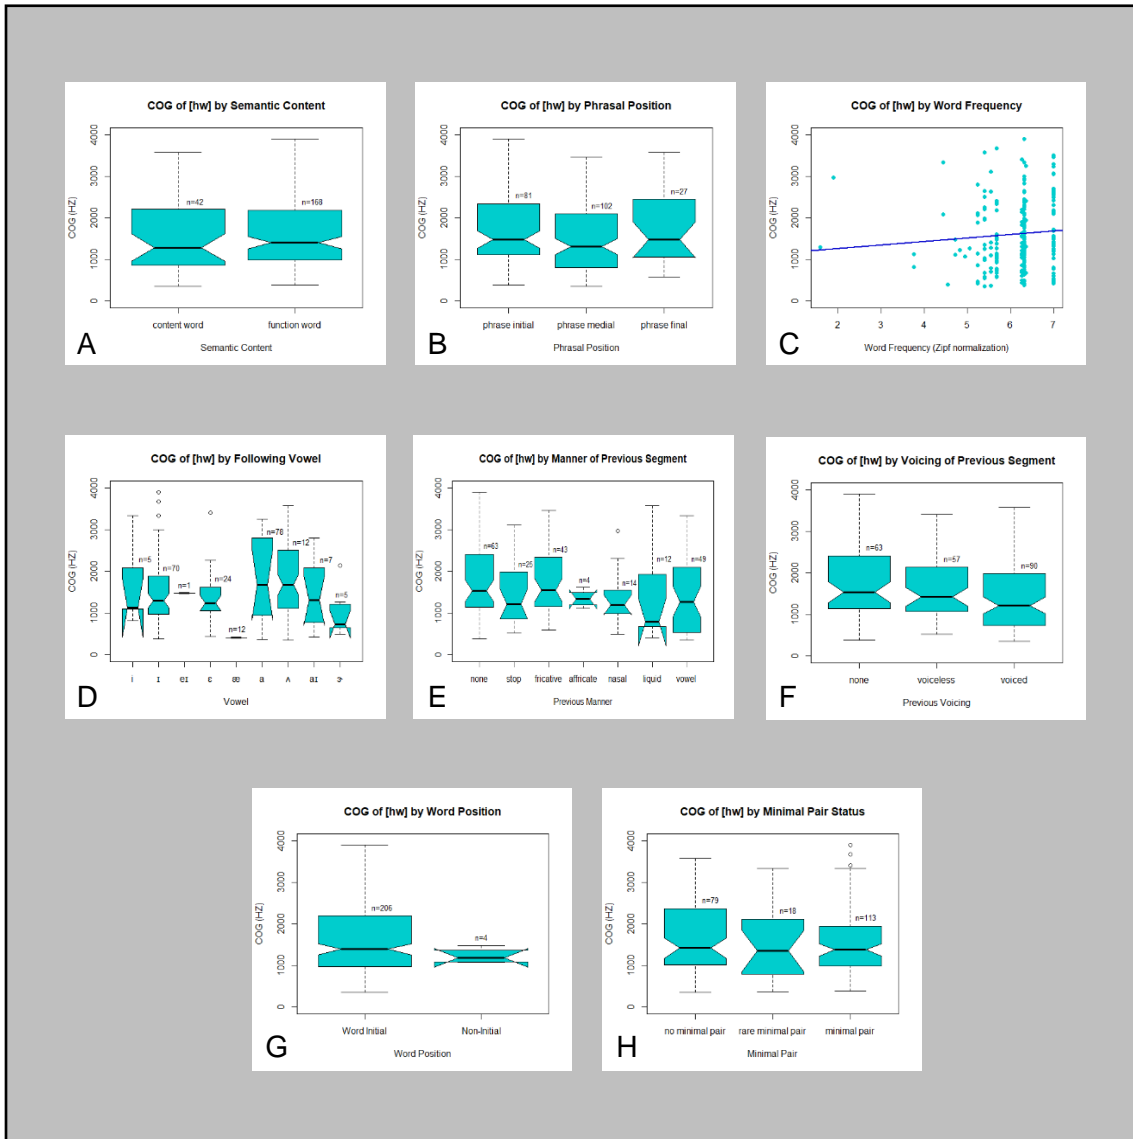 COG of [hw] by Semantic Content
COG (HZ)
0 1000 2000 3000 4000
n=42 n=168
content word function word
Semantic Content
A
COG of [hw] by Phrasal Position
COG (HZ)
0 1000 2000 3000 4000
n=81 n=102 n=27
phrase initial phrase medial phrase final
Phrasal Position
B
COG of [hw] by Word Frequency
COG (HZ)
0 1000 2000 3000 4000
2 3 4 5 6 7
Word Frequency (Zipf normalization)
C
COG of [hw] by Following Vowel
COG (HZ)
0 1000 2000 3000 4000
n=5 n=70 n=1 n=24 n=12 n=78 n=12 n=7 n=5
i ɪ eɪ ɛ æ a ʌ aɪ ɚ
Vowel
D
COG of [hw] by Manner of Previous Segment
COG (HZ)
0 1000 2000 3000 4000
n=63 n=25 n=43 n=4 n=14 n=12 n=49
none stop fricative affricate nasal liquid vowel
Previous Manner
E
COG of [hw] by Voicing of Previous Segment
COG (HZ)
0 1000 2000 3000 4000
n=63 n=57 n=90
none voiceless voiced
Previous Voicing
F
COG of [hw] by Word Position
COG (HZ)
0 1000 2000 3000 4000
n=206 n=4
Word Initial Non-Initial
Word Position
G
COG of [hw] by Minimal Pair Status
COG (HZ)
0 1000 2000 3000 4000
n=79 n=18 n=113
no minimal pair rare minimal pair minimal pair
Minimal Pair
H